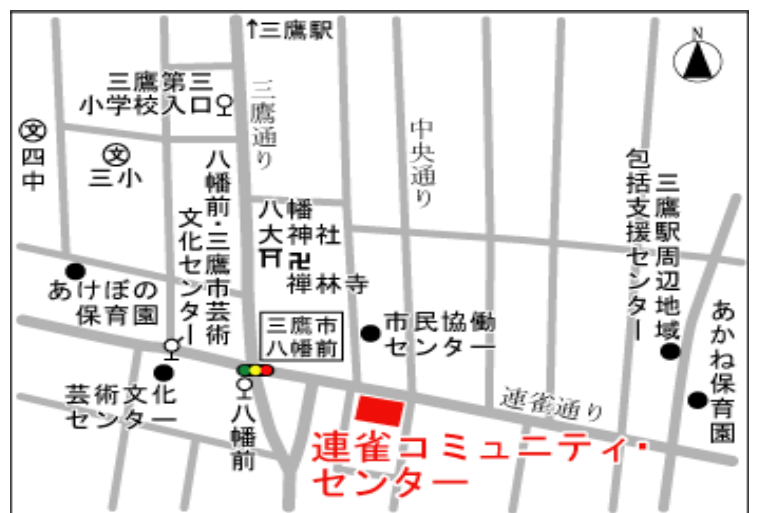 ↑三鷹駅
N
三鷹第三
小学校入口
三鷹通り
中央通り
文
四中
文
三小
八幡前・三鷹市芸術
文化センター
八幡
大神社
卍
禅林寺
三鷹駅周辺地域
包括支援センター
あけぼの
保育園
三鷹市
八幡前
市民協働
センター
あかね保育園
芸術文化
センター
八幡前
連雀通り
連雀コミュニティ・
センター